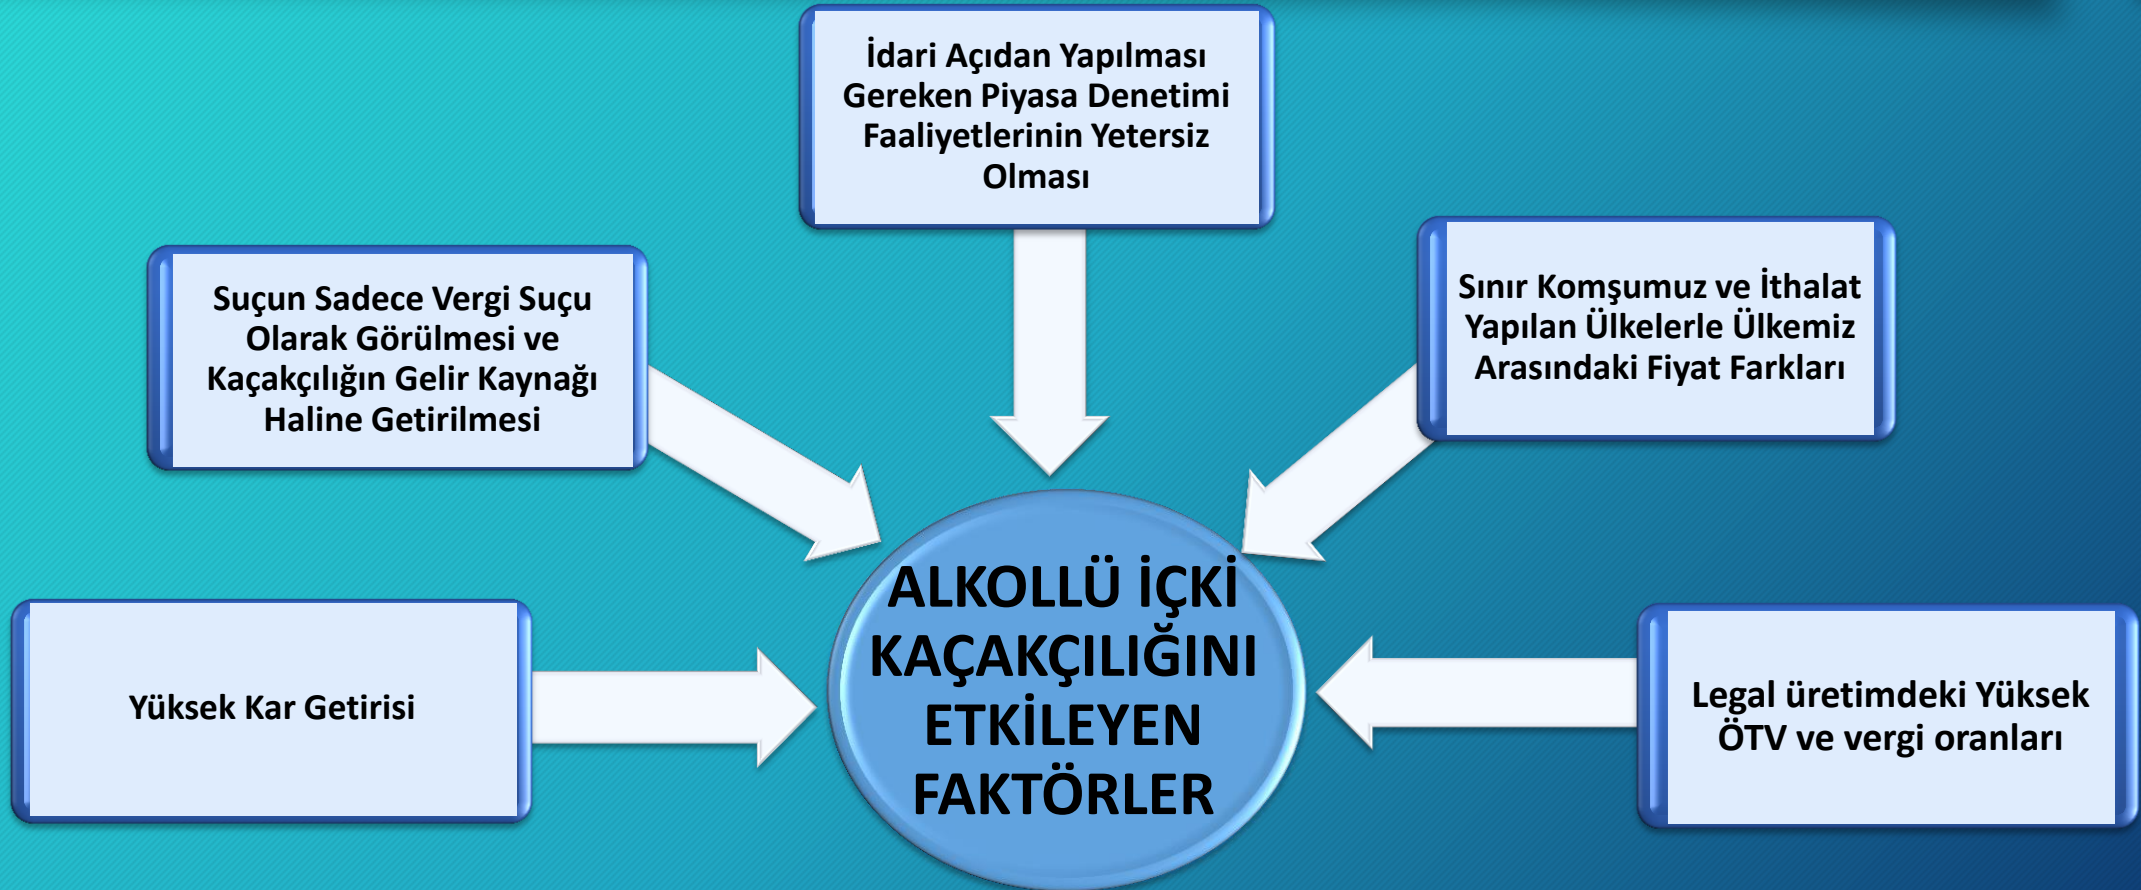 İdari Açıdan Yapılması
Gereken Piyasa Denetimi
Faaliyetlerinin Yetersiz
Olması
Suçun Sadece Vergi Suçu
Olarak Görülmesi ve
Kaçakçılığın Gelir Kaynağı
Haline Getirilmesi
Sınır Komşumuz ve İthalat
Yapılan Ülkelerle Ülkemiz
Arasındaki Fiyat Farkları
Yüksek Kar Getirisi
ALKOLLÜ İÇKİ
KAÇAKÇILIĞINI
ETKİLEYEN
FAKTÖRLER
Legal üretimdeki Yüksek
ÖTV ve vergi oranları